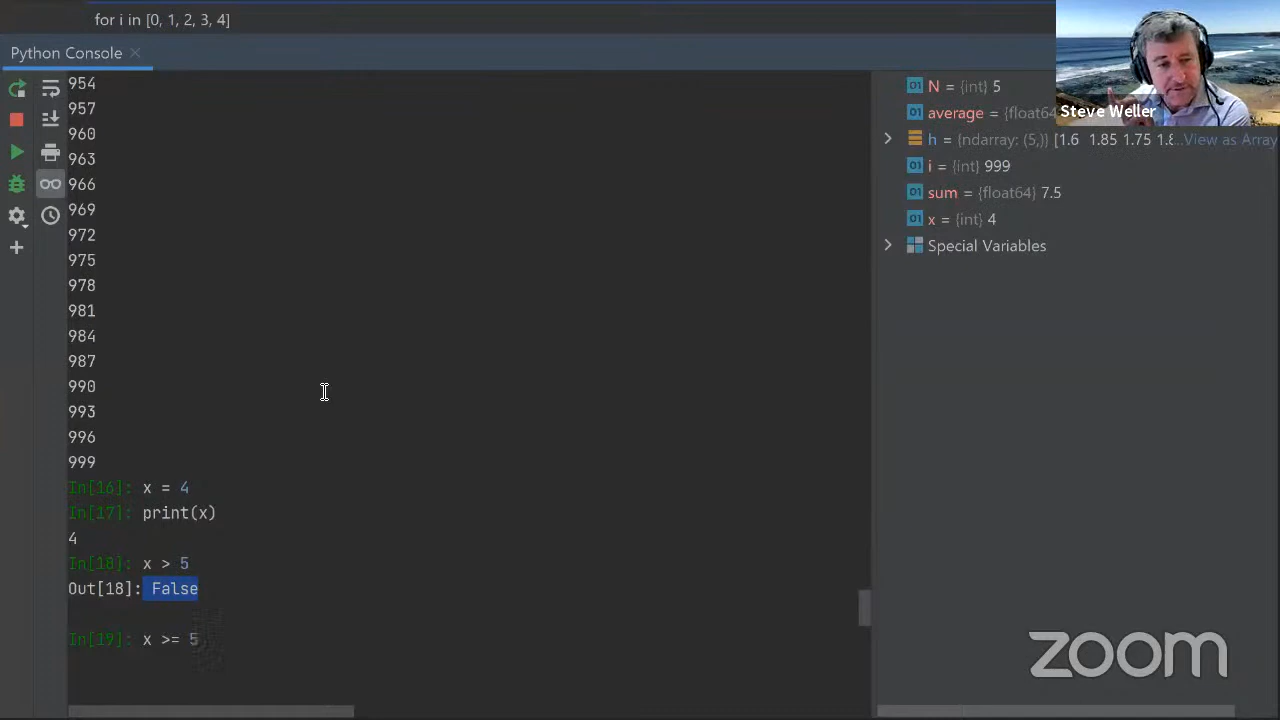 for i in [0, 1, 2, 3, 4]
Python Console
954
957
960
963
966
969
972
975
978
981
984
987
990
993
996
999
In[16]: x = 4
In[17]: print(x)
4
In[18]: x > 5
Out[18]: False
In[19]: x >= 5
N = {int} 5
average = {float64
h = {ndarray: (5,)} [1.6 1.85 1.75 1.8...View as Array
i = {int} 999
sum = {float64} 7.5
x = {int} 4
Special Variables
Steve Weller
zoom